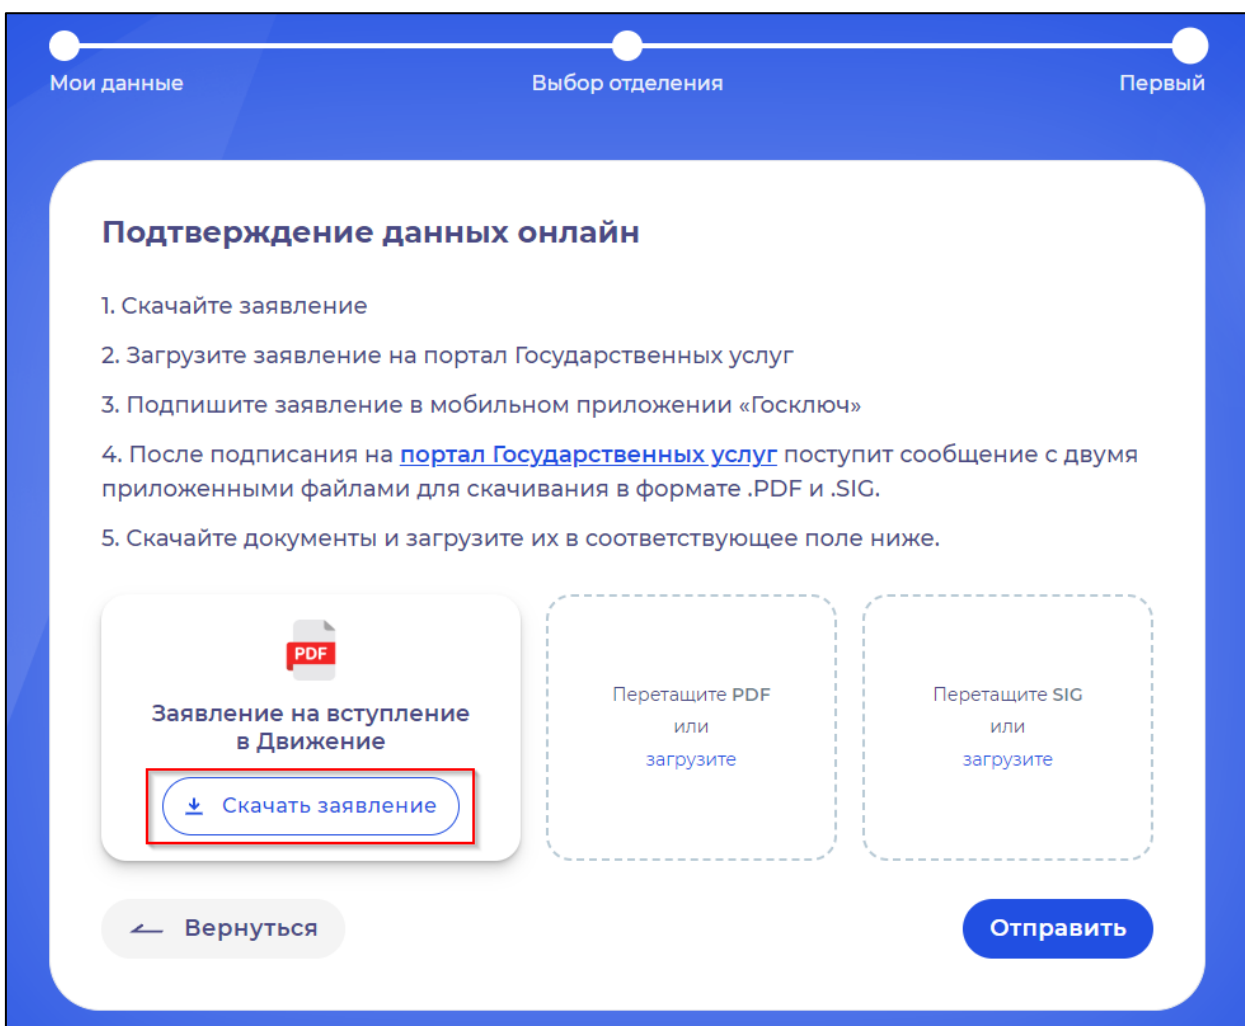 Мои данные
Выбор отделения
Первый
Подтверждение данных онлайн
1. Скачайте заявление
2. Загрузите заявление на портал Государственных услуг
3. Подпишите заявление в мобильном приложении «Госключ»
4. После подписания на портал Государственных услуг поступит сообщение с двумя
приложенными файлами для скачивания в формате .PDF и .SIG.
5. Скачайте документы и загрузите их в соответствующее поле ниже.
PDF
Заявление на вступление
в Движение
Скачать заявление
Перетащите PDF
или
загрузите
Перетащите SIG
или
загрузите
Вернуться
Отправить